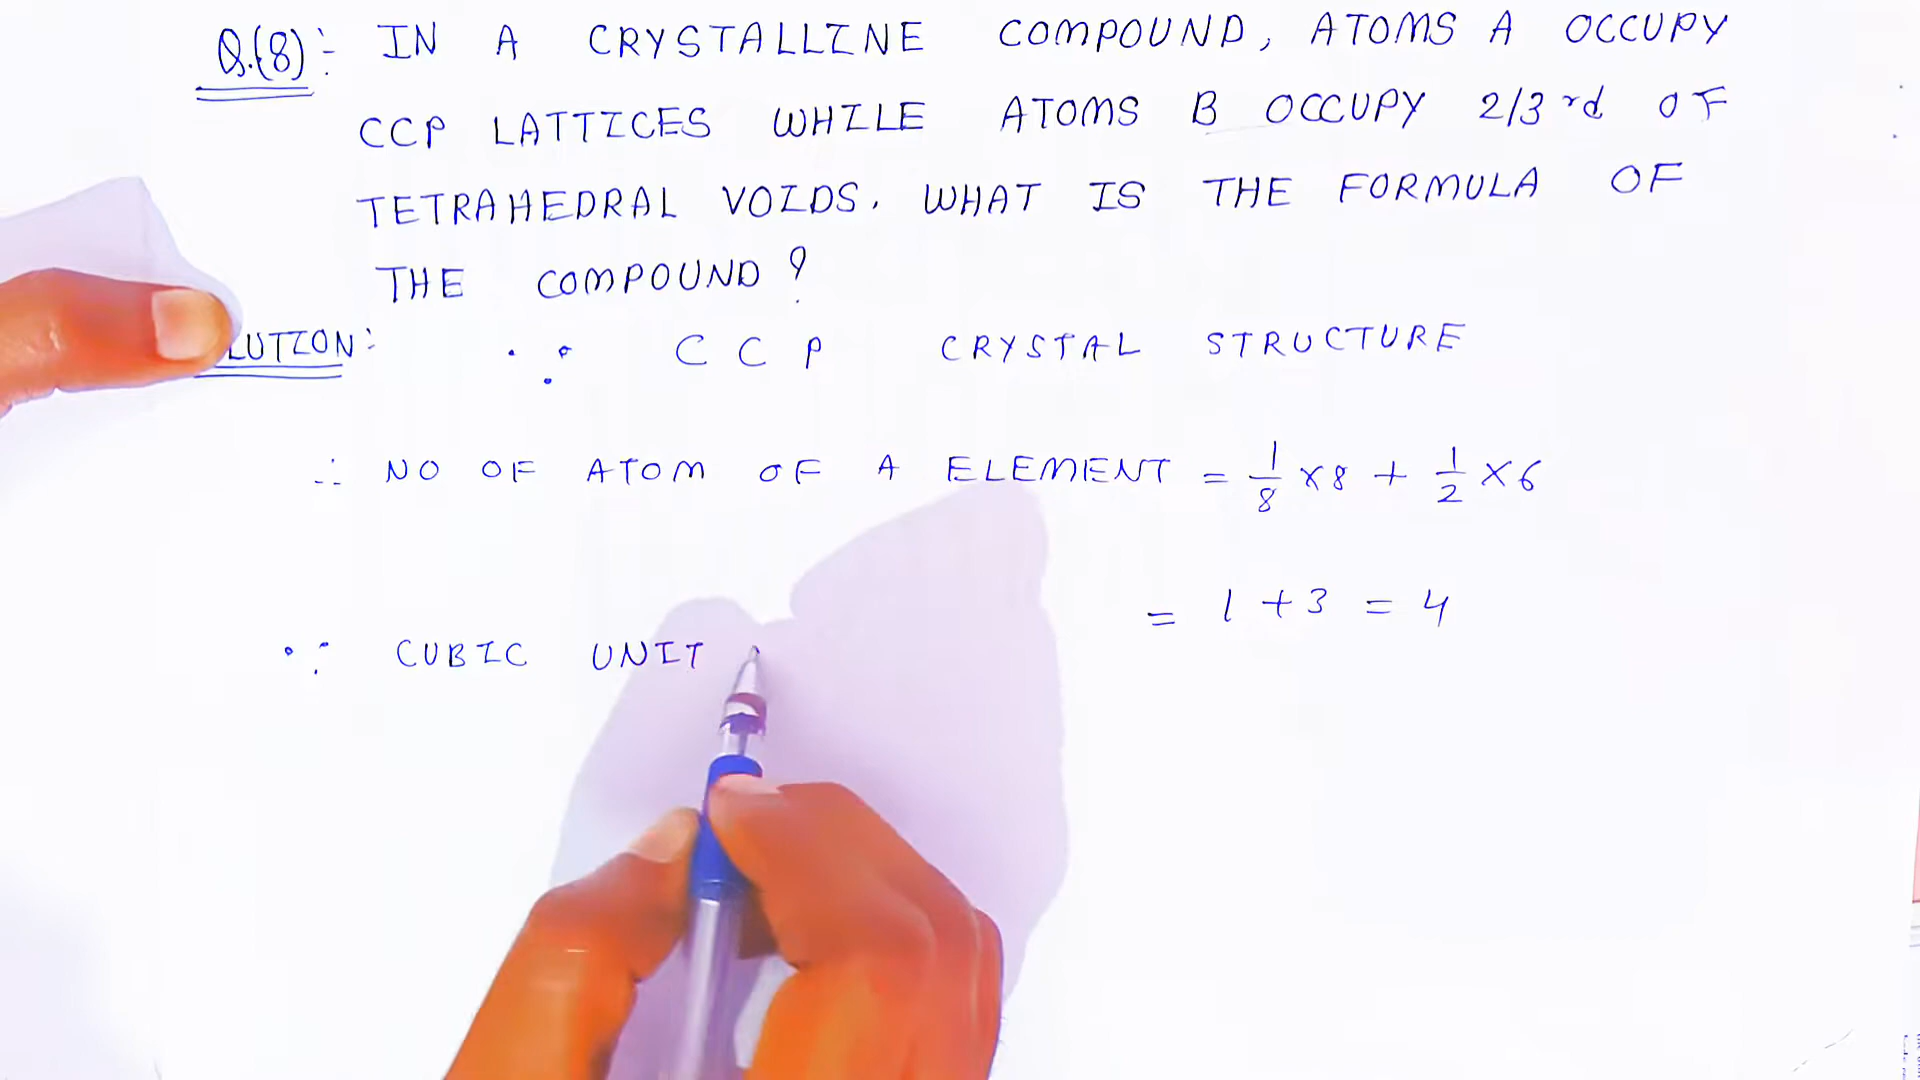 Q.(8):- IN A CRYSTALLINE COMPOUND, ATOMS A OCCUPY
CCP LATTICES WHILE ATOMS B OCCUPY 2/3rd OF
TETRAHEDRAL VOIDS. WHAT IS THE FORMULA OF
THE COMPOUND?
LUTION:- ∵ C C P CRYSTAL STRUCTURE
∴ NO OF ATOM OF A ELEMENT = 1/8 × 8 + 1/2 × 6
= 1 + 3 = 4
∵ CUBIC UNIT